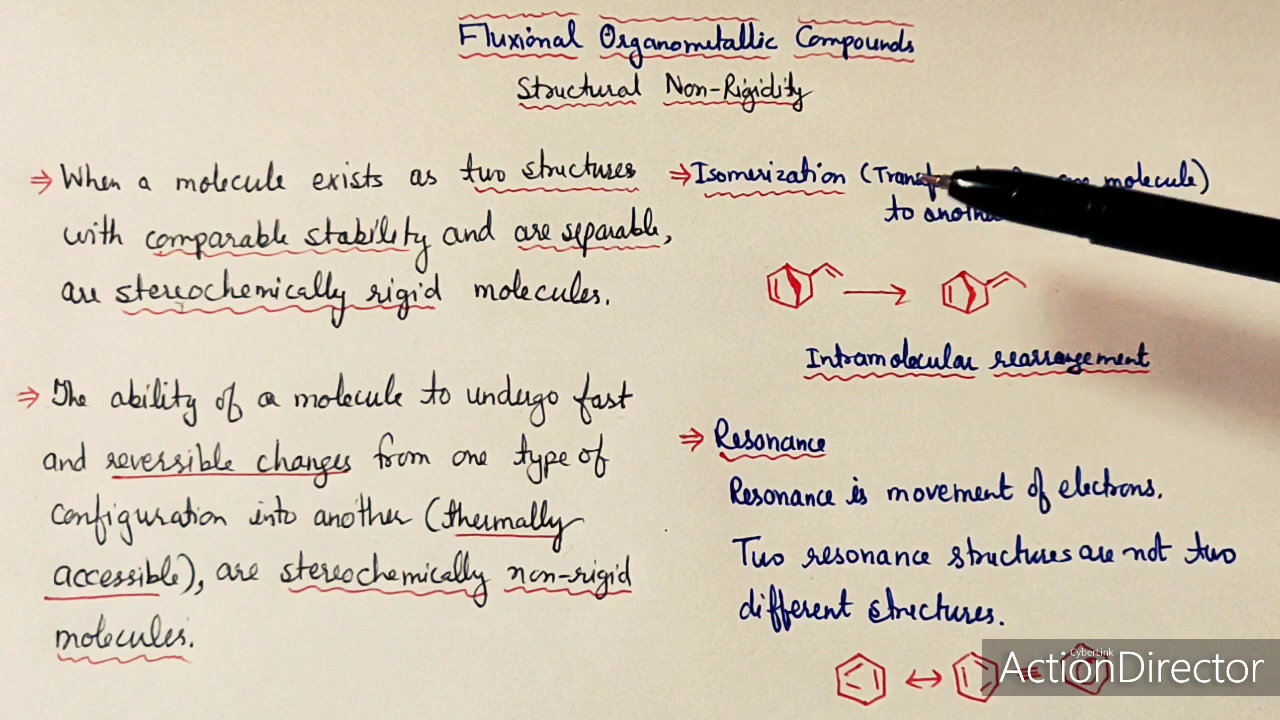 Fluxional Organometallic Compounds
Structural Non-Rigidity
⇒ When a molecule exists as two structures
with comparable stability and are separable,
are stereochemically rigid molecules.
⇒ The ability of a molecule to undergo fast
and reversible changes from one type of
configuration into another (thermally
accessible), are stereochemically non-rigid
molecules.
⇒ Isomerization ( molecule)
to
→
Intramolecular rearrangement
⇒ Resonance
Resonance is movement of electrons.
Two resonance structures are not two
different structures.
↔ ≡
CyberLink
ActionDirector